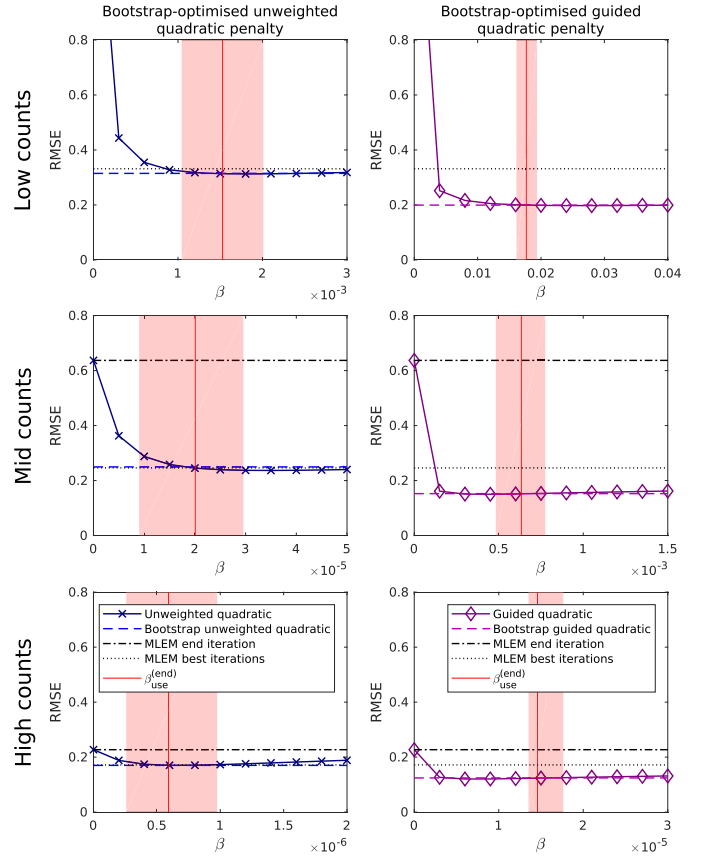 Bootstrap-optimised unweighted
quadratic penalty
Bootstrap-optimised guided
quadratic penalty
Low counts
RMSE
0.8
0.6
0.4
0.2
0
0 1 2 3
β
×10⁻³
RMSE
0.8
0.6
0.4
0.2
0
0 0.01 0.02 0.03 0.04
β
Mid counts
RMSE
0.8
0.6
0.4
0.2
0
0 1 2 3 4 5
β
×10⁻⁵
RMSE
0.8
0.6
0.4
0.2
0
0 0.5 1 1.5
β
×10⁻³
High counts
RMSE
0.8
0.6
0.4
0.2
0
Unweighted quadratic
Bootstrap unweighted quadratic
MLEM end iteration
MLEM best iterations
β use (end)
0 0.5 1 1.5 2
β
×10⁻⁶
RMSE
0.8
0.6
0.4
0.2
0
Guided quadratic
Bootstrap guided quadratic
MLEM end iteration
MLEM best iterations
β use (end)
0 1 2 3
β
×10⁻⁵